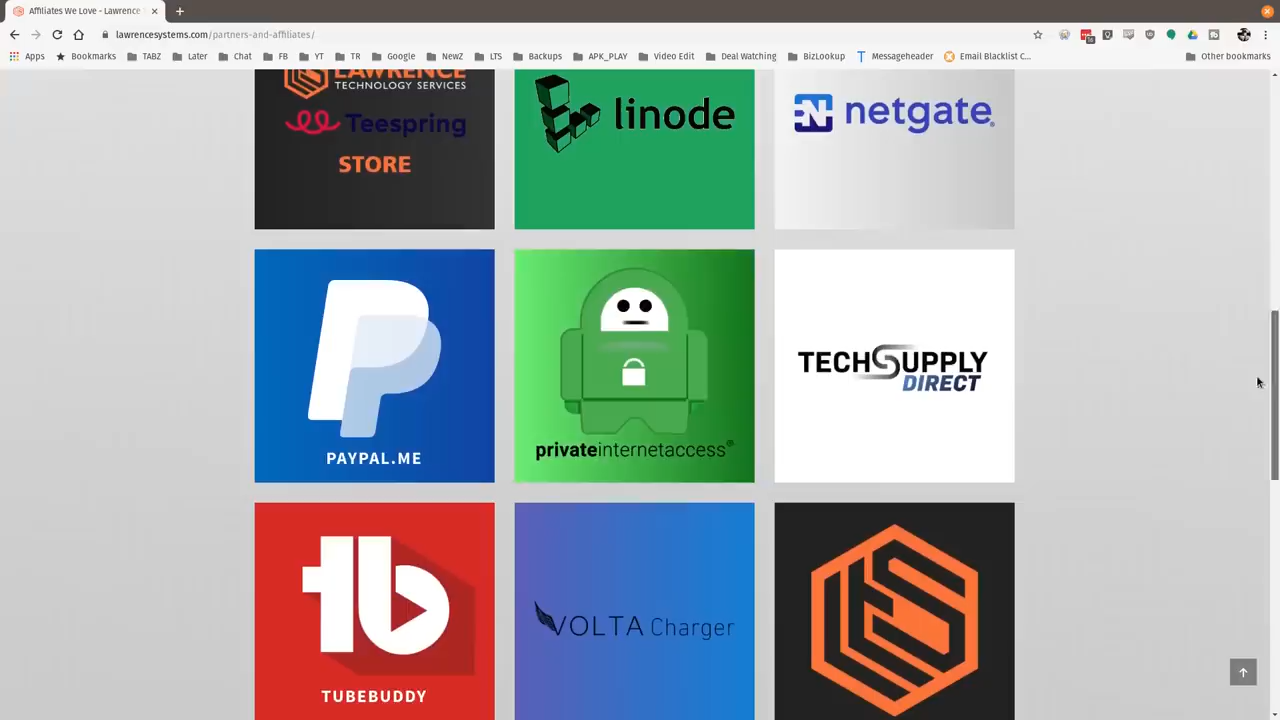 Affiliates We Love - Lawrence
lawrencesystems.com/partners-and-affiliates/
Apps Bookmarks TABZ Later Chat FB YT TR Google NewZ LTS Backups APK_PLAY Video Edit Deal Watching BizLookup Messageheader Email Blacklist C... Other bookmarks
LAWRENCE
TECHNOLOGY SERVICES
Teespring
STORE
linode
netgate®
PAYPAL.ME
privateinternetaccess®
TECHSUPPLY
DIRECT
TUBEBUDDY
VOLTA Charger